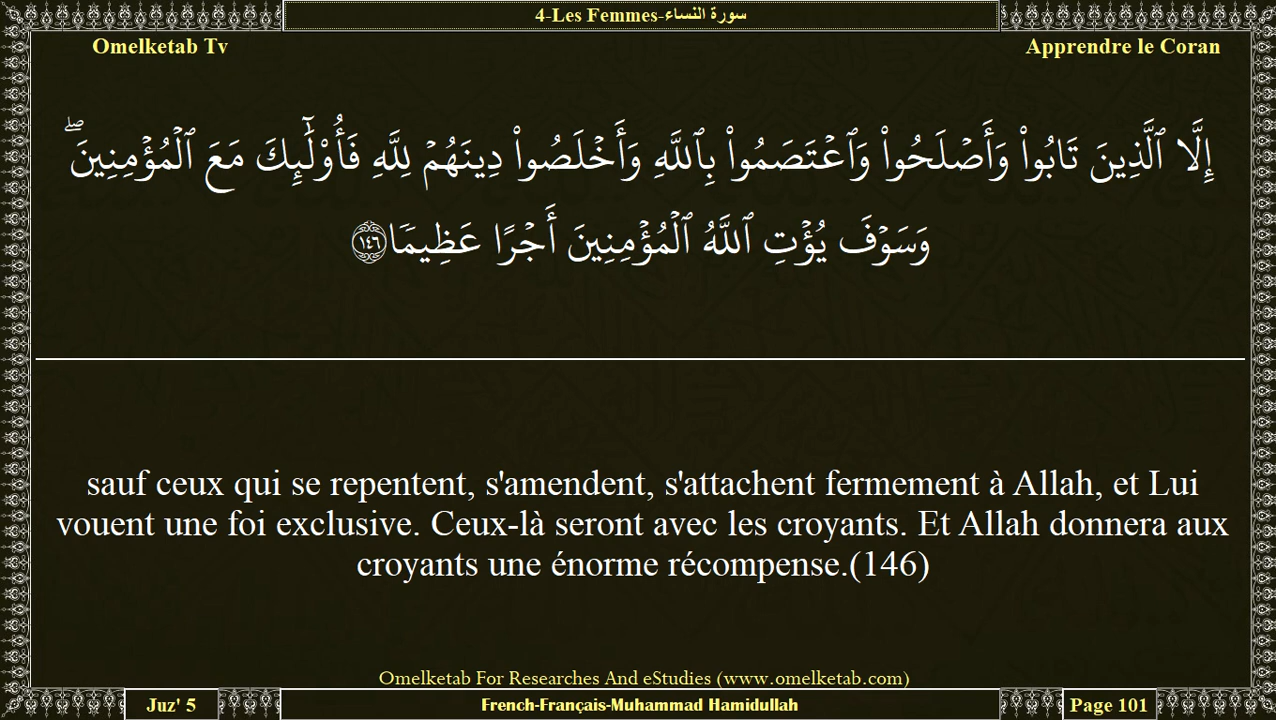 4-Les Femmes-سورة النساء
Omelketab Tv
Apprendre le Coran
إِلَّا ٱلَّذِينَ تَابُوا۟ وَأَصۡلَحُوا۟ وَٱعۡتَصَمُوا۟ بِٱللَّهِ وَأَخۡلَصُوا۟ دِينَهُمۡ لِلَّهِ فَأُو۟لَٰٓئِكَ مَعَ ٱلۡمُؤۡمِنِينَۖ
وَسَوۡفَ يُؤۡتِ ٱللَّهُ ٱلۡمُؤۡمِنِينَ أَجۡرًا عَظِيمٗا ١٤٦
sauf ceux qui se repentent, s'amendent, s'attachent fermement à Allah, et Lui
vouent une foi exclusive. Ceux-là seront avec les croyants. Et Allah donnera aux
croyants une énorme récompense.(146)
Omelketab For Researches And eStudies (www.omelketab.com)
Juz' 5
French-Français-Muhammad Hamidullah
Page 101